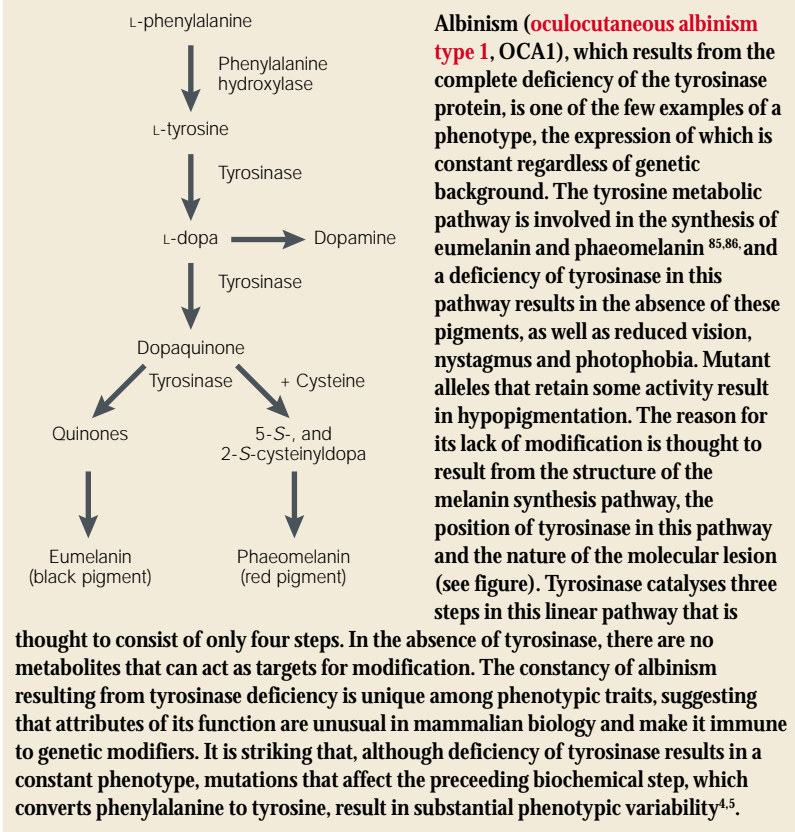 L-phenylalanine
Phenylalanine
hydroxylase
L-tyrosine
Tyrosinase
L-dopa
Dopamine
Tyrosinase
Dopaquinone
Tyrosinase
+ Cysteine
Quinones
5-S-, and
2-S-cysteinyldopa
Eumelanin
(black pigment)
Phaeomelanin
(red pigment)
Albinism (oculocutaneous albinism
type 1, OCA1), which results from the
complete deficiency of the tyrosinase
protein, is one of the few examples of a
phenotype, the expression of which is
constant regardless of genetic
background. The tyrosine metabolic
pathway is involved in the synthesis of
eumelanin and phaeomelanin 85,86, and
a deficiency of tyrosinase in this
pathway results in the absence of these
pigments, as well as reduced vision,
nystagmus and photophobia. Mutant
alleles that retain some activity result
in hypopigmentation. The reason for
its lack of modification is thought to
result from the structure of the
melanin synthesis pathway, the
position of tyrosinase in this pathway
and the nature of the molecular lesion
(see figure). Tyrosinase catalyses three
steps in this linear pathway that is
thought to consist of only four steps. In the absence of tyrosinase, there are no
metabolites that can act as targets for modification. The constancy of albinism
resulting from tyrosinase deficiency is unique among phenotypic traits, suggesting
that attributes of its function are unusual in mammalian biology and make it immune
to genetic modifiers. It is striking that, although deficiency of tyrosinase results in a
constant phenotype, mutations that affect the preceeding biochemical step, which
converts phenylalanine to tyrosine, result in substantial phenotypic variability4,5.